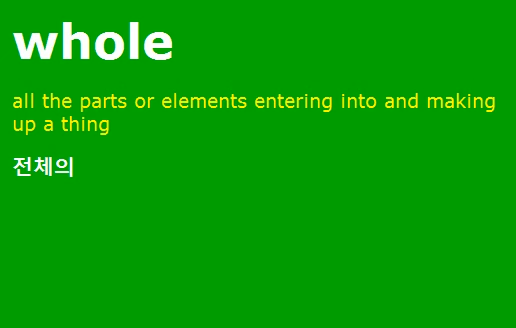 whole
all the parts or elements entering into and making
up a thing
전체의